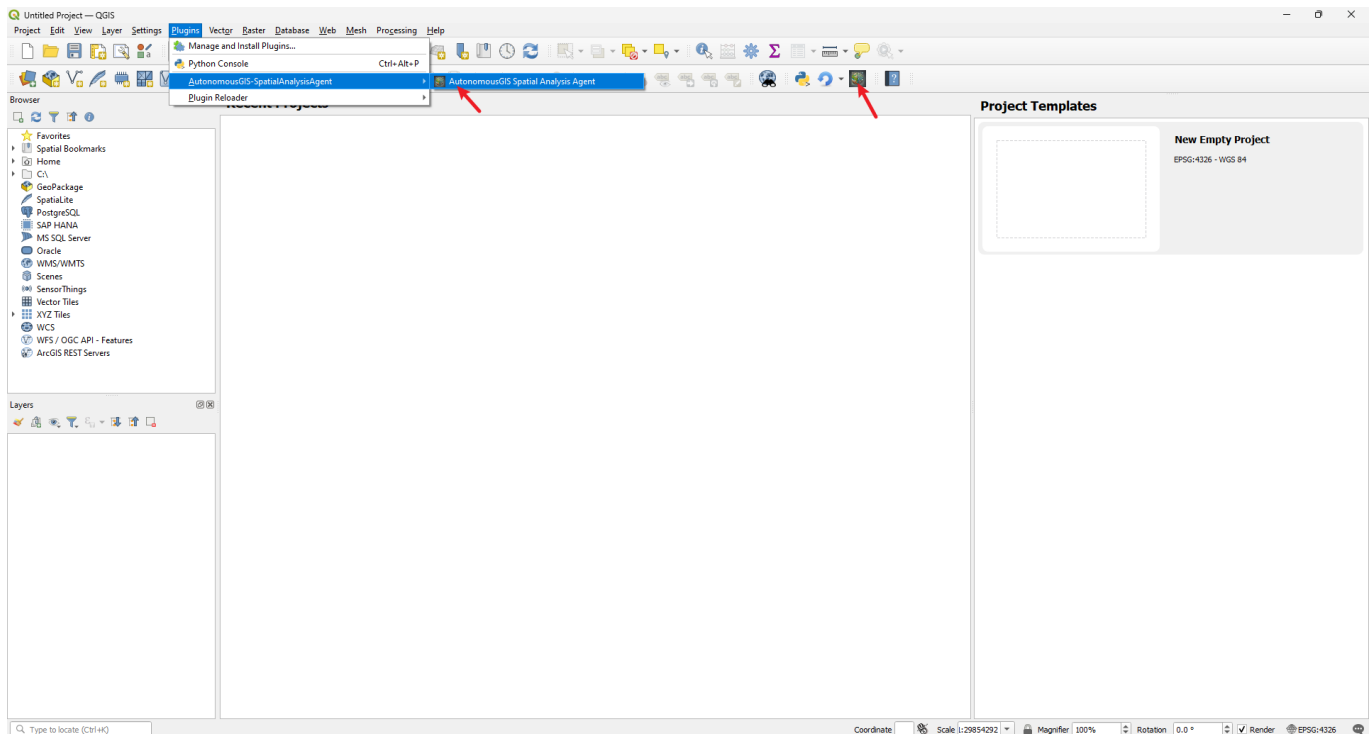 Untitled Project — QGIS
Project Edit View Layer Settings Plugins Vector Raster Database Web Mesh Processing Help
Manage and Install Plugins...
Python Console Ctrl+Alt+P
AutonomousGIS-SpatialAnalysisAgent
AutonomousGIS Spatial Analysis Agent
Plugin Reloader
Browser
Recent Projects
Project Templates
Favorites
Spatial Bookmarks
Home
C:\
GeoPackage
SpatiaLite
PostgreSQL
SAP HANA
MS SQL Server
Oracle
WMS/WMTS
Scenes
SensorThings
Vector Tiles
XYZ Tiles
WCS
WFS / OGC API - Features
ArcGIS REST Servers
New Empty Project
EPSG:4326 - WGS 84
Layers
Type to locate (Ctrl+K)
Coordinate Scale 1:29854292 Magnifier 100% Rotation 0.0 ° Render EPSG:4326